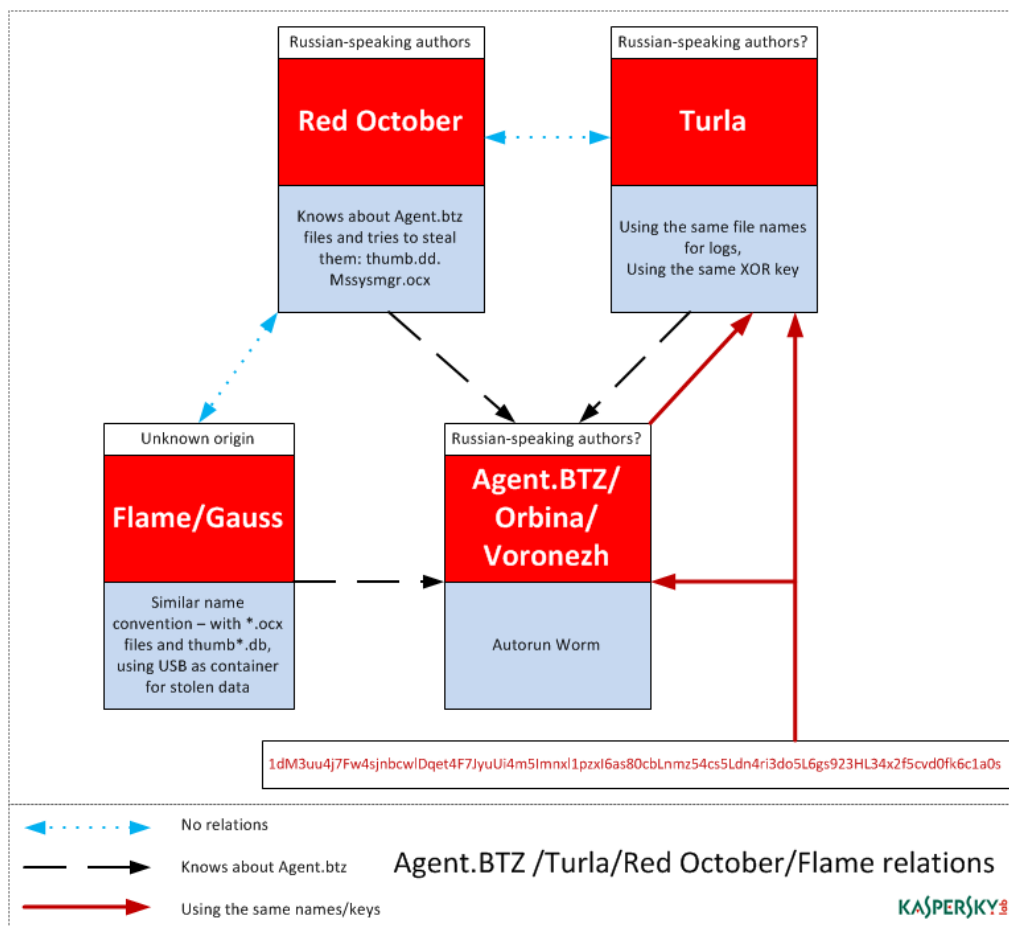 Russian-speaking authors
Red October
Knows about Agent.btz
files and tries to steal
them: thumb.dd.
Mssysmgr.ocx
Russian-speaking authors?
Turla
Using the same file names
for logs,
Using the same XOR key
Unknown origin
Flame/Gauss
Similar name
convention – with *.ocx
files and thumb*.db,
using USB as container
for stolen data
Russian-speaking authors?
Agent.BTZ/
Orbina/
Voronezh
Autorun Worm
1dM3uu4j7Fw4sjnbcwlDqet4F7JyuUi4m5Imnxl1pzxI6as80cbLnmz54cs5Ldn4ri3do5L6gs923HL34x2f5cvd0fk6c1a0s
No relations
Knows about Agent.btz
Using the same names/keys
Agent.BTZ /Turla/Red October/Flame relations
KASPERSKY lab